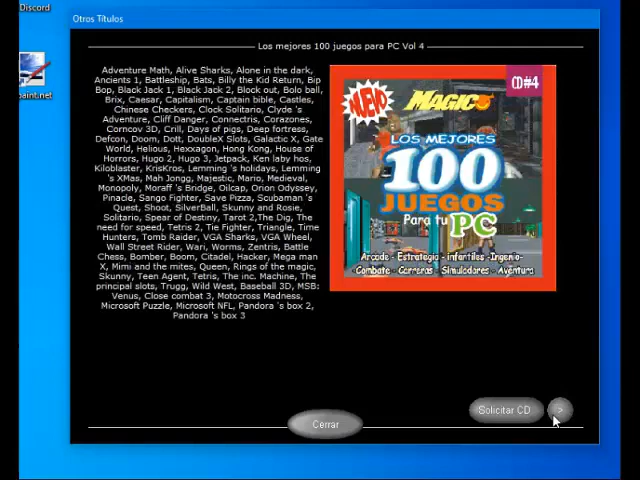 Discord
Otros Títulos
Los mejores 100 juegos para PC Vol 4
Adventure Math, Alive Sharks, Alone in the dark,
Ancients 1, Battleship, Bats, Billy the Kid Return, Bip
Bop, Black Jack 1, Black Jack 2, Block out, Bolo ball,
Brix, Caesar, Capitalism, Captain bible, Castles,
Chinese Checkers, Clock Solitario, Clyde 's
Adventure, Cliff Danger, Connectris, Corazones,
Corncov 3D, Crill, Days of pigs, Deep fortress,
Defcon, Doom, Dott, DoubleX Slots, Galactic X, Gate
World, Helious, Hexxagon, Hong Kong, House of
Horrors, Hugo 2, Hugo 3, Jetpack, Ken laby hos,
Kiloblaster, KrisKros, Lemming 's holidays, Lemming
's XMas, Mah Jongg, Majestic, Mario, Medieval,
Monopoly, Moraff 's Bridge, Oilcap, Orion Odyssey,
Pinacle, Sango Fighter, Save Pizza, Scubaman 's
Quest, Shoot, SilverBall, Skunny and Rosie,
Solitario, Spear of Destiny, Tarot 2,The Dig, The
need for speed, Tetris 2, Tie Fighter, Triangle, Time
Hunters, Tomb Raider, VGA Sharks, VGA Wheel,
Wall Street Raider, Wari, Worms, Zentris, Battle
Chess, Bomber, Boom, Citadel, Hacker, Mega man
X, Mimi and the mites, Queen, Rings of the magic,
Skunny, Teen Agent, Tetris, The inc. Machine, The
principal slots, Trugg, Wild West, Baseball 3D, MSB:
Venus, Close combat 3, Motocross Madness,
Microsoft Puzzle, Microsoft NFL, Pandora 's box 2,
Pandora 's box 3
NUEVO
MAGICO
CD#4
LOS MEJORES
100
JUEGOS
Para tu PC
Arcade - Estrategia - infantiles -Ingenio-
-Combate - Carreras - Simuladores - Aventura
paint.net
Solicitar CD
>
Cerrar